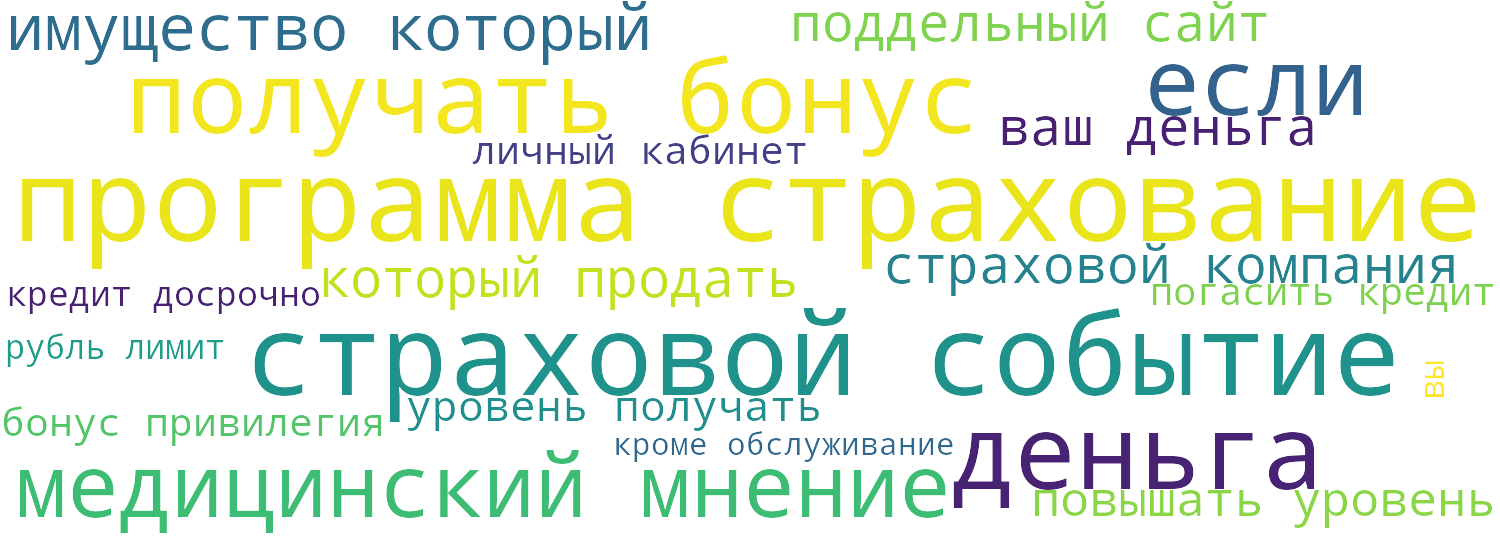 имущество который
поддельный сайт
получать бонус
если
ваш деньга
личный кабинет
программа страхование
страховой компания
который продать
кредит досрочно
погасить кредит
страховой событие
рубль лимит
вы
уровень получать
бонус привилегия
кроме обслуживание
деньга
медицинский мнение
повышать уровень